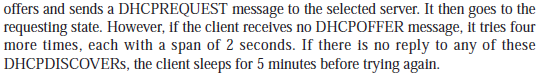 offers and sends a DHCPREQUEST message to the selected server. It then goes to the
requesting state. However, if the client receives no DHCPOFFER message, it tries four
more times, each with a span of 2 seconds. If there is no reply to any of these
DHCPDISCOVERs, the client sleeps for 5 minutes before trying again.